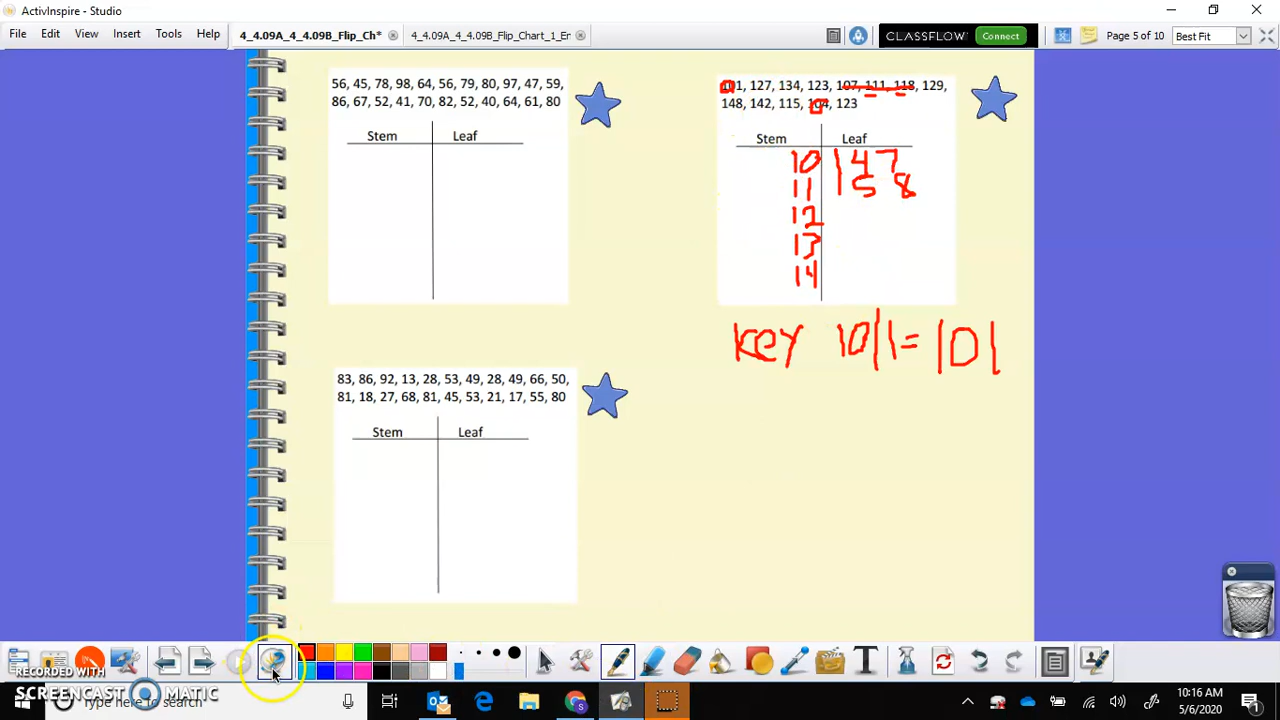 ActivInspire - Studio
File Edit View Insert Tools Help
4_4.09A_4_4.09B_Flip_Ch*
4_4.09A_4_4.09B_Flip_Chart_1_Er
CLASSFLOW Connect
Page 5 of 10
Best Fit
56, 45, 78, 98, 64, 56, 79, 80, 97, 47, 59,
86, 67, 52, 41, 70, 82, 52, 40, 64, 61, 80
Stem Leaf
101, 127, 134, 123, 107, 111, 118, 129,
148, 142, 115, 104, 123
Stem Leaf
10 1 4 7
11 1 5 8
12
13
14
key 10|1=101
83, 86, 92, 13, 28, 53, 49, 28, 49, 66, 50,
81, 18, 27, 68, 81, 45, 53, 21, 17, 55, 80
Stem Leaf
RECORDED WITH
SCREENCAST MATIC
Type here to search
10:16 AM
5/6/2020